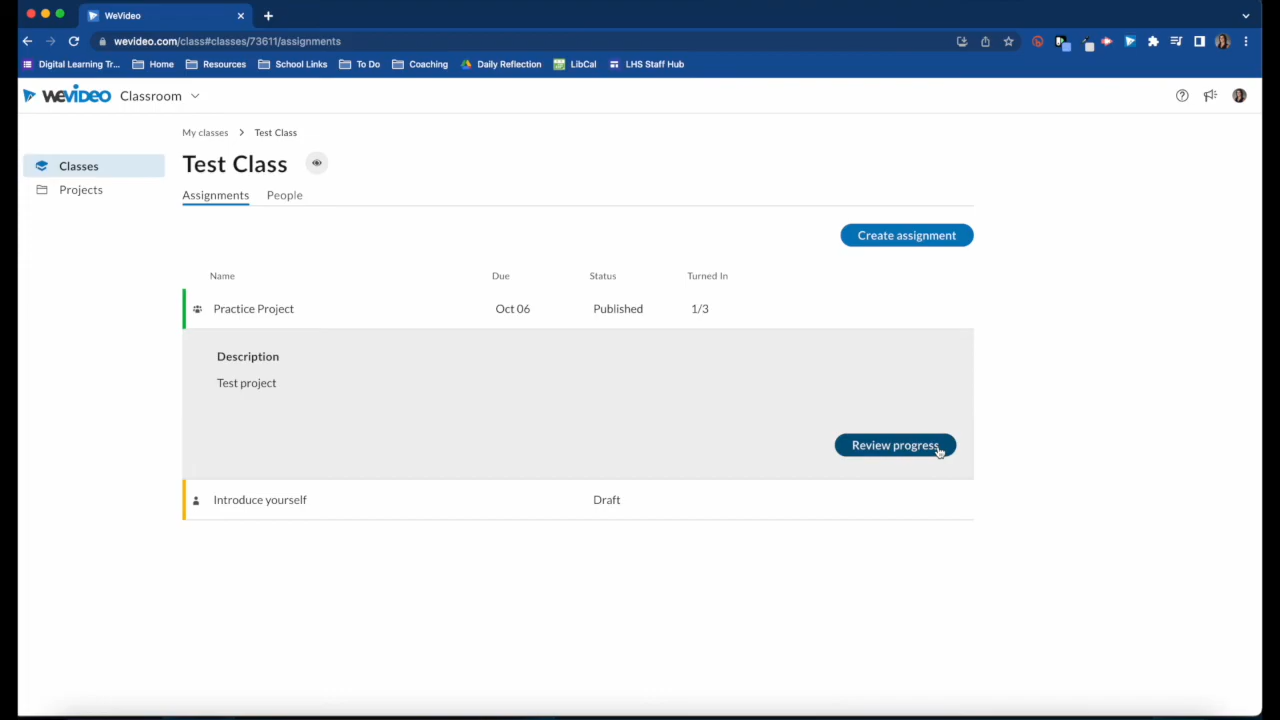 WeVideo
wevideo.com/class#classes/73611/assignments
Digital Learning Tr... Home Resources School Links To Do Coaching Daily Reflection LibCal LHS Staff Hub
WEVIDEO Classroom
My classes > Test Class
Classes
Test Class
Projects
Assignments People
Create assignment
Name Due Status Turned In
Practice Project Oct 06 Published 1/3
Description
Test project
Review progress
Introduce yourself Draft